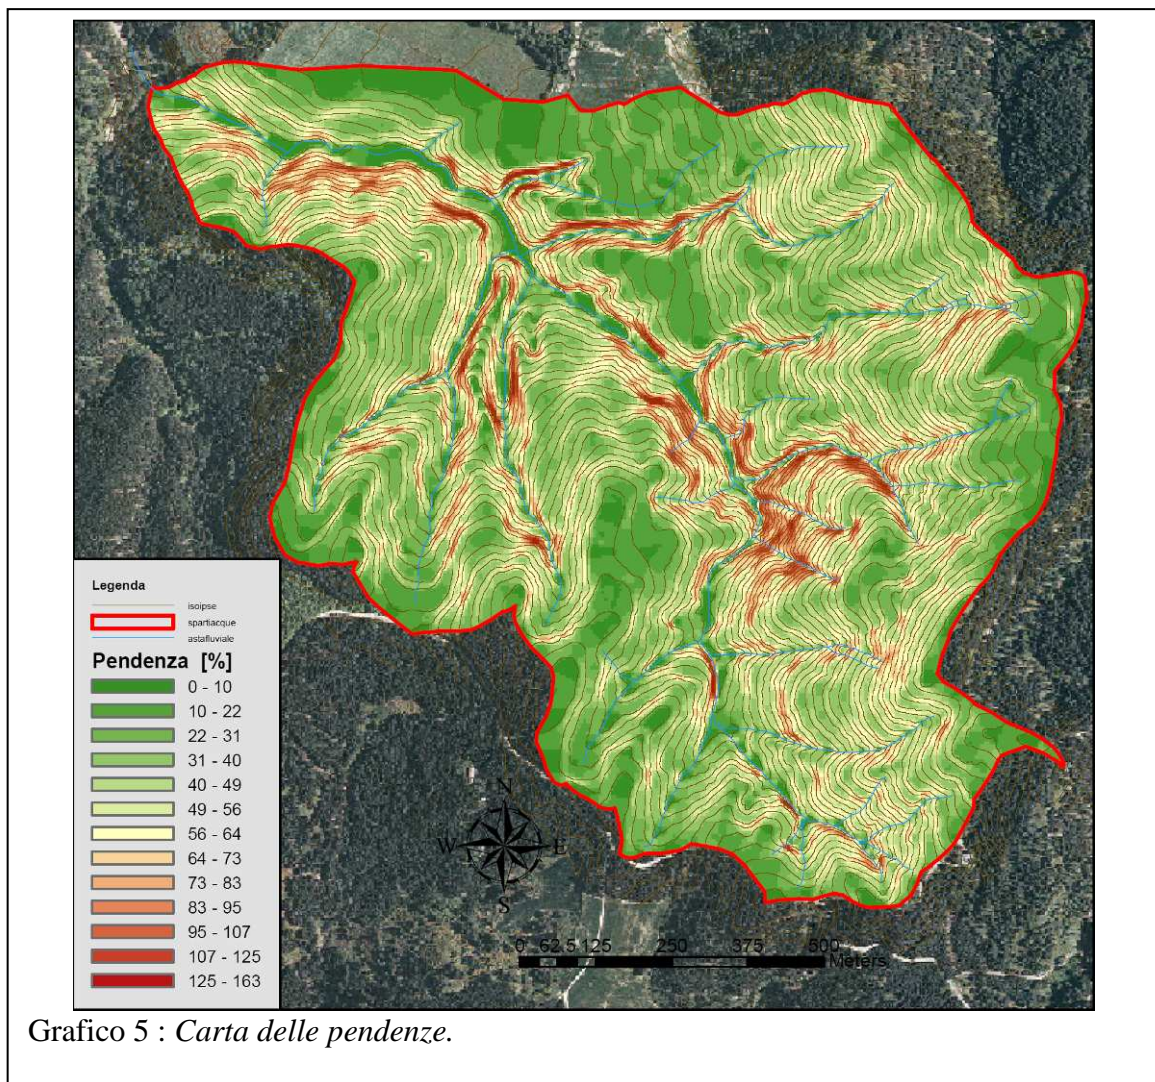 Legenda
isoipse
spartiacque
astafluviale
Pendenza [%]
0 - 10
10 - 22
22 - 31
31 - 40
40 - 49
49 - 56
56 - 64
64 - 73
73 - 83
83 - 95
95 - 107
107 - 125
125 - 163
N
W E
S
0 62,5 125 250 375 500
Meters
Grafico 5 : Carta delle pendenze.